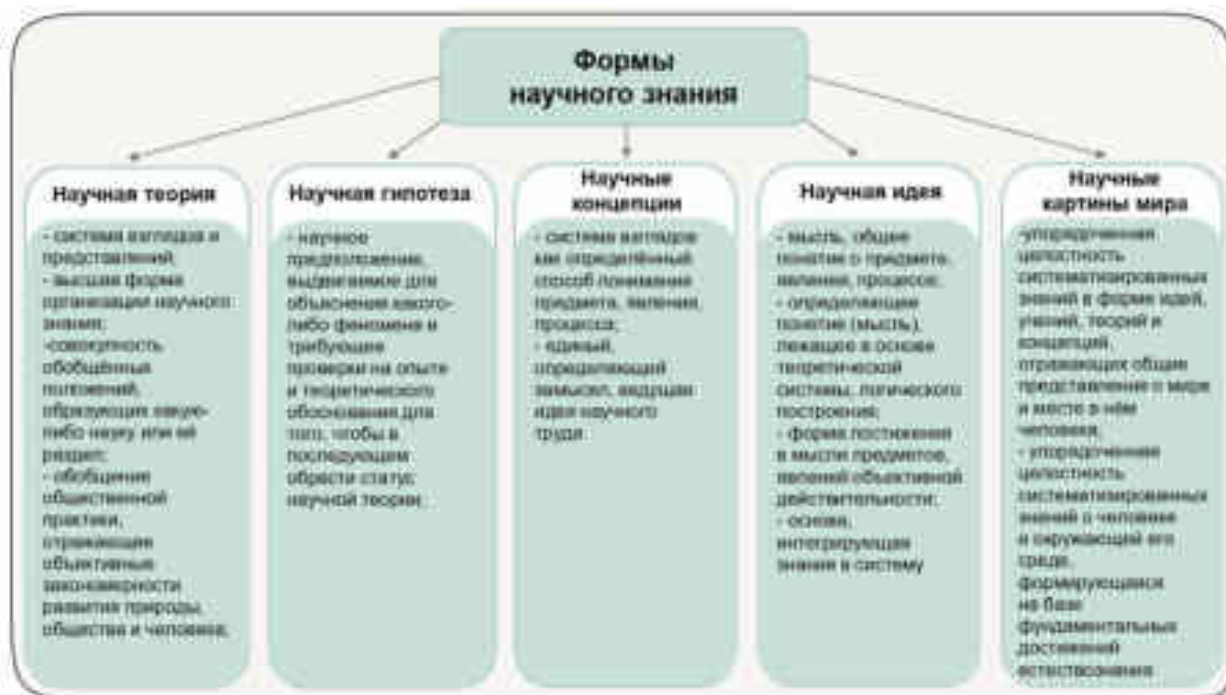 Формы
научного знания
Научная теория
- система взглядов и
представлений;
- высшая форма
организации научного
знания;
-совокупность
обобщённых
положений,
образующих какую-
либо науку или её
раздел;
- обобщение
общественной
практики,
отражающее
объективные
закономерности
развития природы,
общества и человека;
Научная гипотеза
- научное
предположение,
выдвигаемое для
объяснения какого-
либо феномена и
требующее
проверки на опыте
и теоретического
обоснования для
того, чтобы в
последующем
обрести статус
научной теории;
Научные
концепции
- система взглядов
как определённый
способ понимания
предмета, явления,
процесса;
- единый,
определяющий
замысел, ведущая
идея научного
труда
Научная идея
- мысль, общие
понятие о предмете,
явлении, процессе;
- определяющее
понятие (мысль),
лежащее в основе
теоретической
системы, логического
построения;
- форма постижения
в мысли предметов,
явлений объективной
действительности;
- основа,
интегрирующая
знания в систему
Научные
картины мира
-упорядоченная
целостность
систематизированных
знаний в форме идей,
учений, теорий и
концепций,
отражающих общие
представления о мире
и месте в нём
человека;
- упорядоченная
целостность
систематизированных
знаний о человеке
и окружающей его
среде,
формирующаяся
на базе
фундаментальных
достижений
естествознания